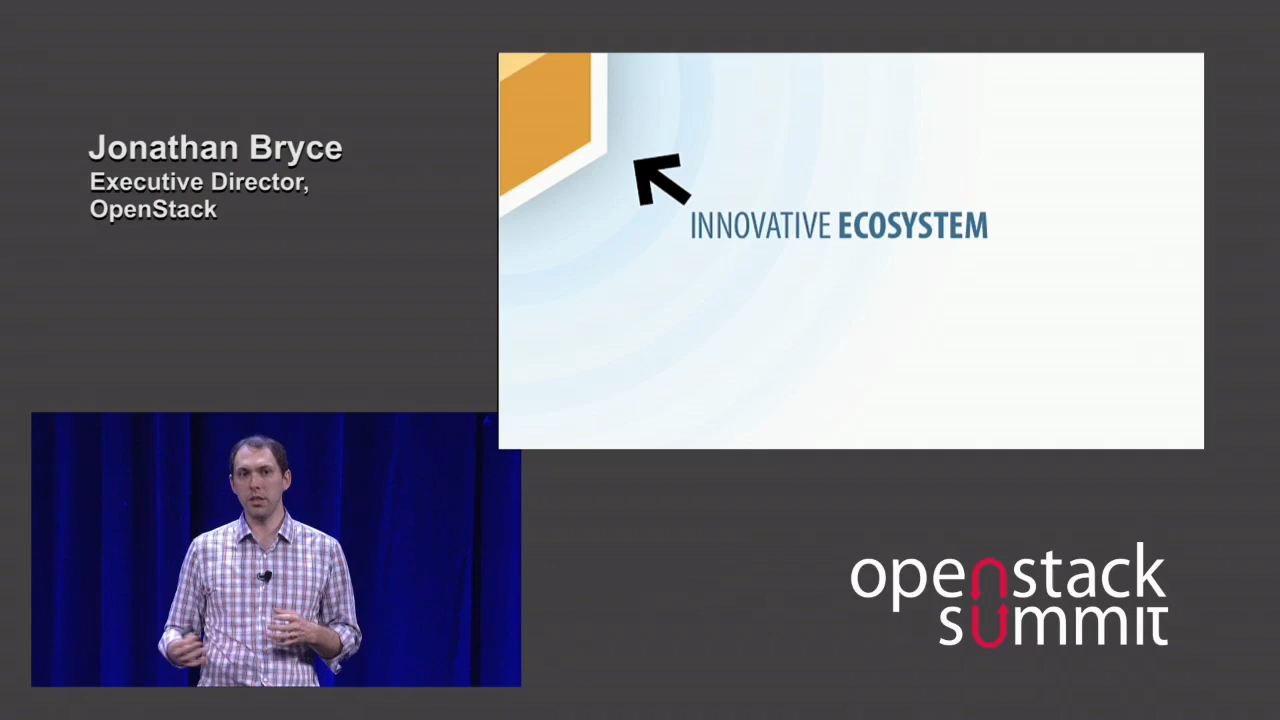 Jonathan Bryce
Executive Director,
OpenStack
INNOVATIVE ECOSYSTEM
openstack
summit